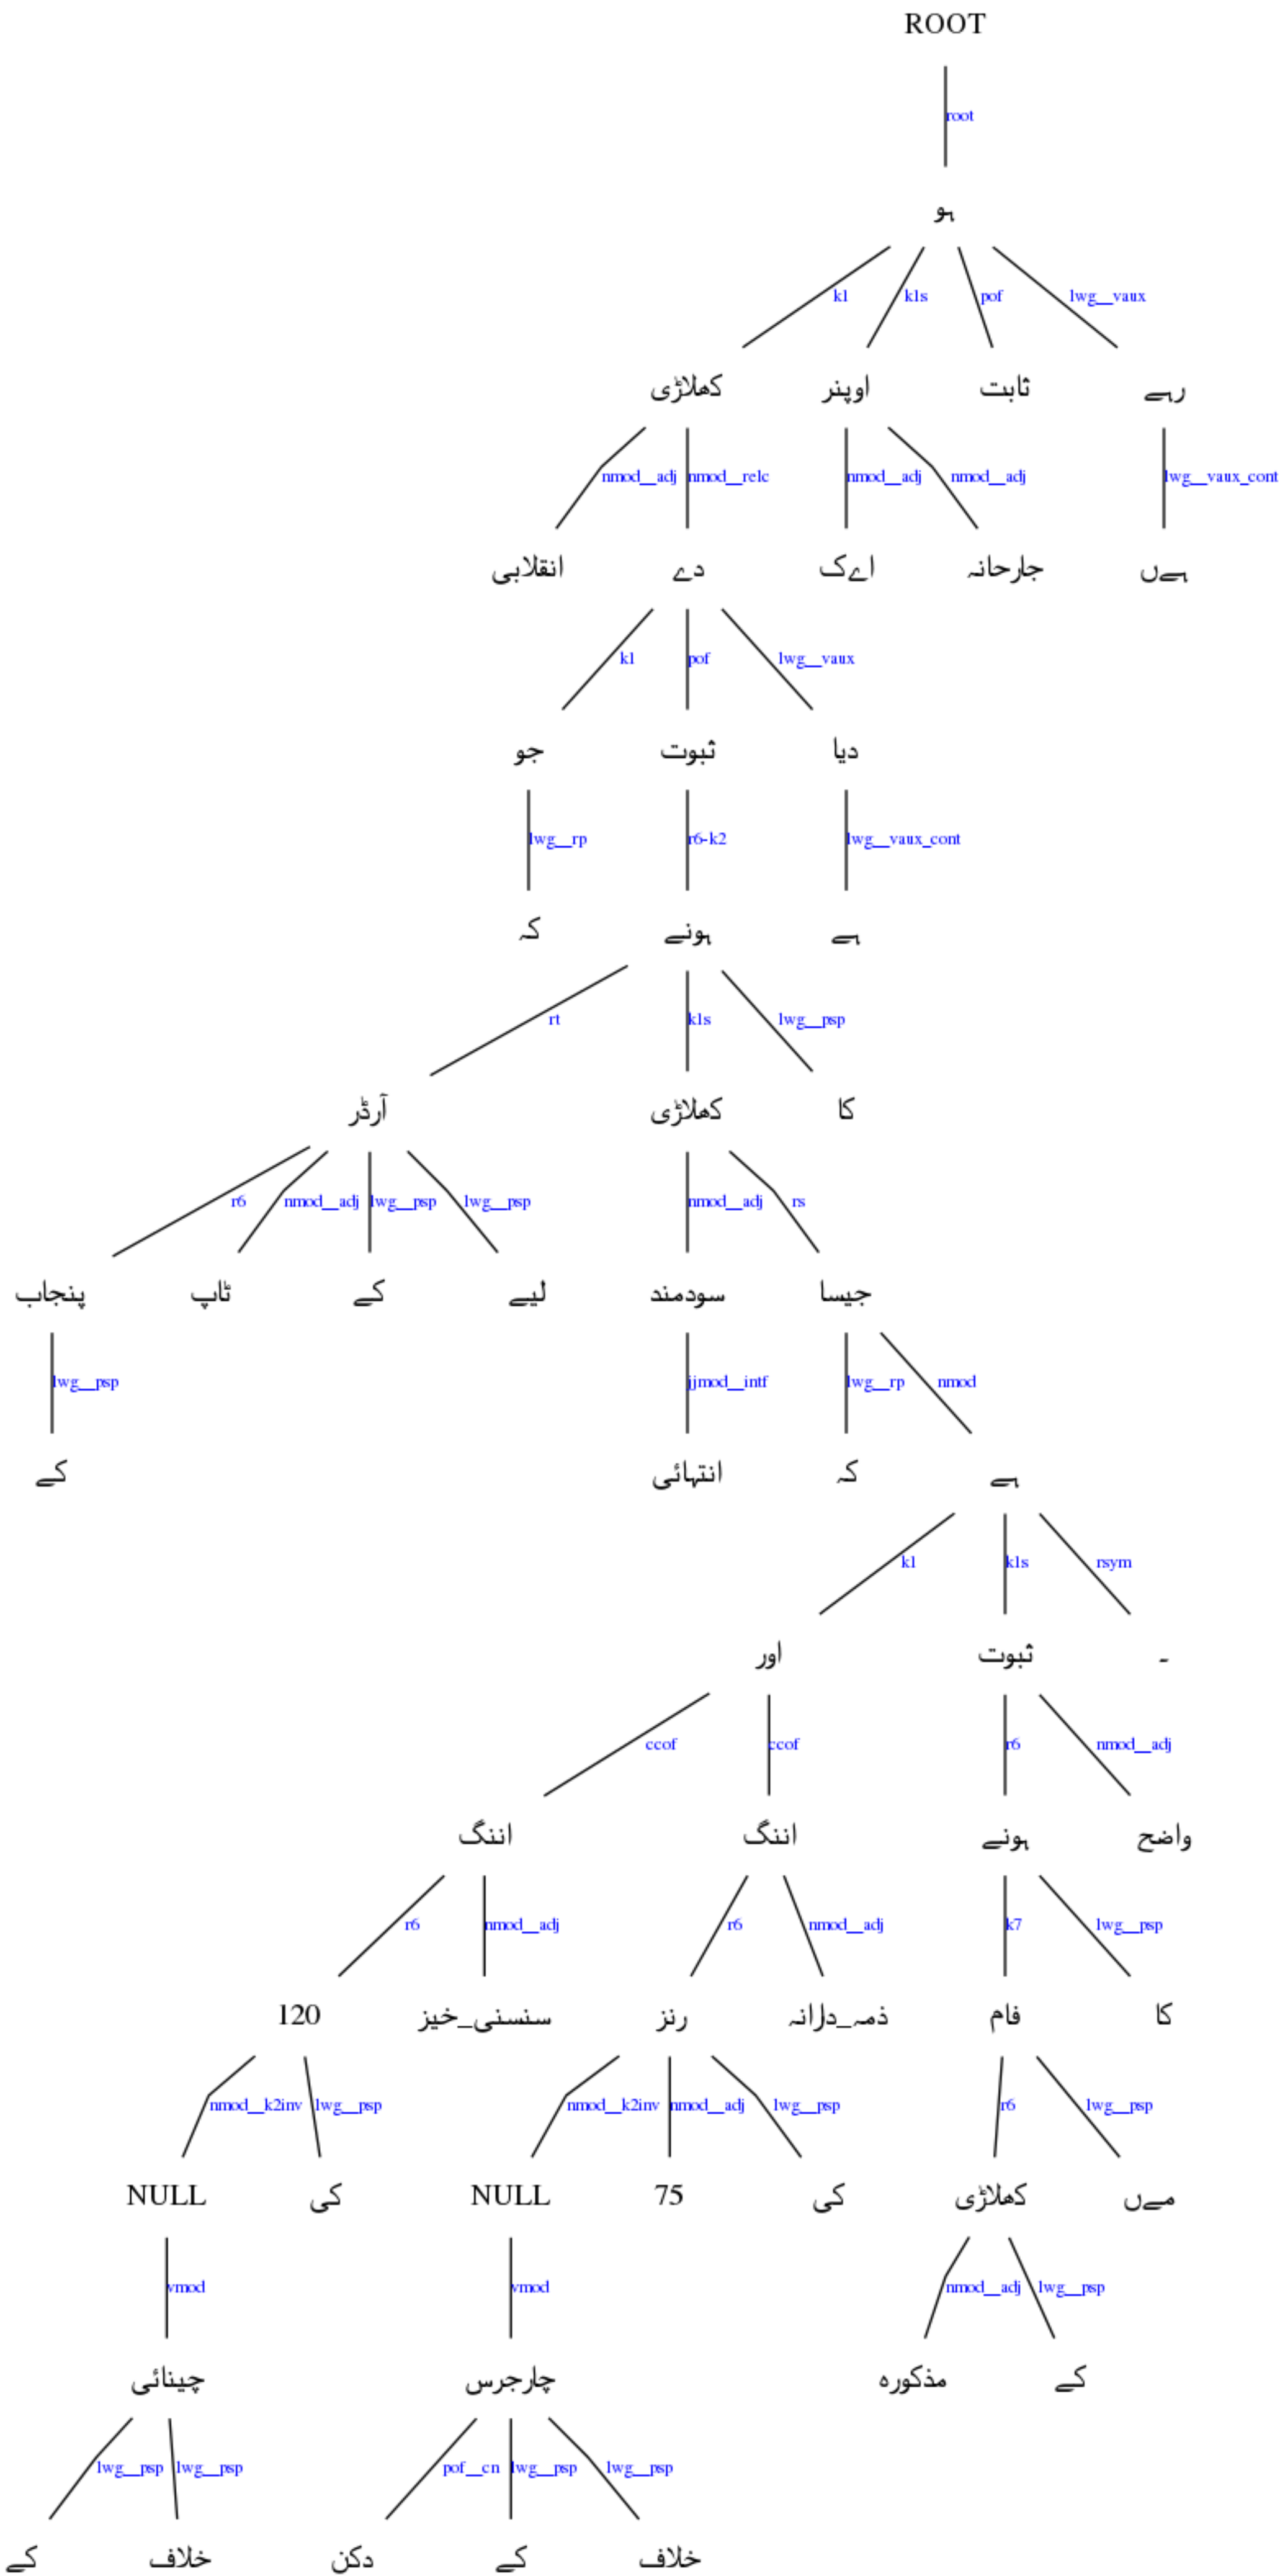 ROOT
root
ہو
k1 k1s pof lwg__vaux
کھلاڑی اوپنر ثابت رہے
nmod__adj nmod__relc nmod__adj nmod__adj lwg__vaux_cont
انقلابی دے اےک جارحانہ ہےں
k1 pof lwg__vaux
جو ثبوت دیا
lwg__rp r6-k2 lwg__vaux_cont
کہ ہونے ہے
rt k1s lwg__psp
آرڈر کھلاڑی کا
r6 nmod__adj lwg__psp lwg__psp nmod__adj rs
پنجاب ٹاپ کے لیے سودمند جیسا
lwg__psp jjmod__intf lwg__rp nmod
کے انتہائی کہ ہے
k1 k1s rsym
اور ثبوت ۔
ccof ccof r6 nmod__adj
اننگ اننگ ہونے واضح
r6 nmod__adj r6 nmod__adj k7 lwg__psp
120 سنسنی_خیز رنز ذمہ_دارانہ فام کا
nmod__k2inv lwg__psp nmod__k2inv nmod__adj lwg__psp r6 lwg__psp
NULL کی NULL 75 کی کھلاڑی مےں
vmod vmod nmod__adj lwg__psp
چینائی چارجرس مذکورہ کے
lwg__psp lwg__psp pof__cn lwg__psp lwg__psp
کے خلاف دکن کے خلاف